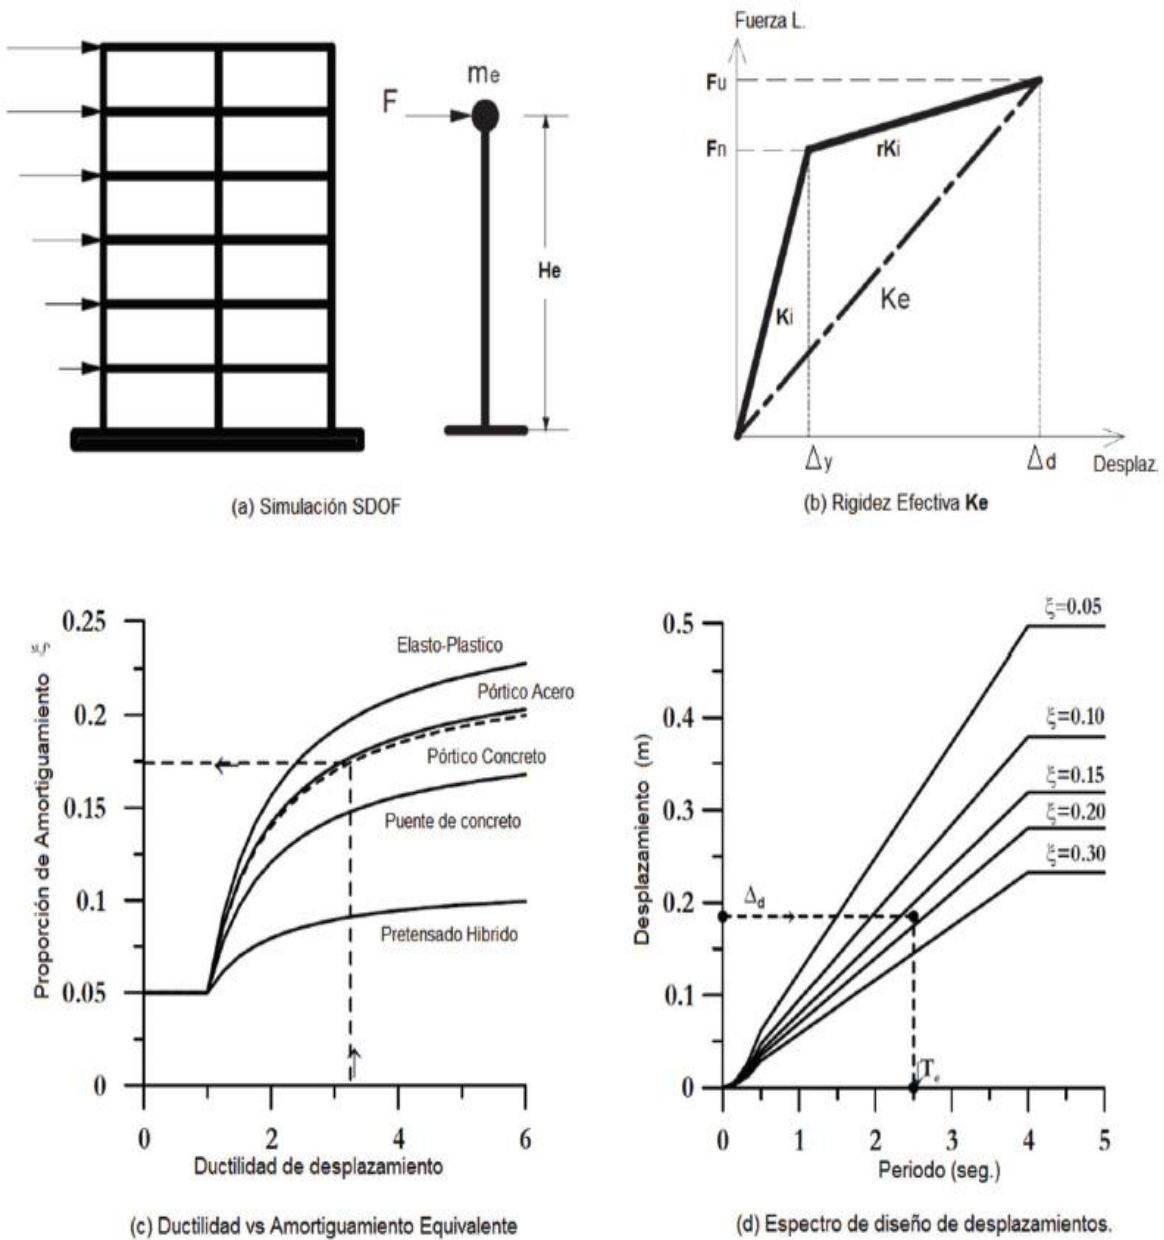 F
me
He
(a) Simulación SDOF
Fuerza L.
Fu
Fn
rKi
Ki
Ke
Δy
Δd
Desplaz.
(b) Rigidez Efectiva Ke
Proporción de Amortiguamiento ξ
0.25
0.2
0.15
0.1
0.05
0
Elasto-Plastico
Pórtico Acero
Pórtico Concreto
Puente de concreto
Pretensado Hibrido
0 2 4 6
Ductilidad de desplazamiento
(c) Ductilidad vs Amortiguamiento Equivalente
Desplazamiento (m)
0.5
0.4
0.3
0.2
0.1
0
ξ=0.05
ξ=0.10
ξ=0.15
ξ=0.20
ξ=0.30
Δd
Te
0 1 2 3 4 5
Periodo (seg.)
(d) Espectro de diseño de desplazamientos.